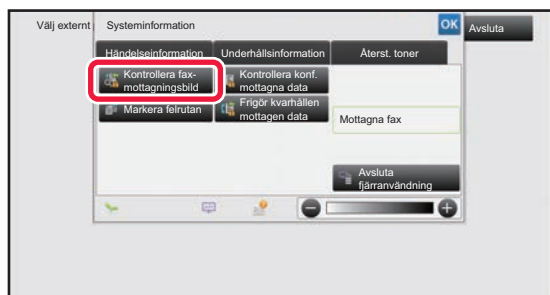 Välj externt
Systeminformation
OK
Avsluta
Händelseinformation
Underhållsinformation
Återst. toner
Kontrollera fax-
mottagningsbild
Kontrollera konf.
mottagna data
Markera felrutan
Frigör kvarhållen
mottagen data
Mottagna fax
Avsluta
fjärranvändning